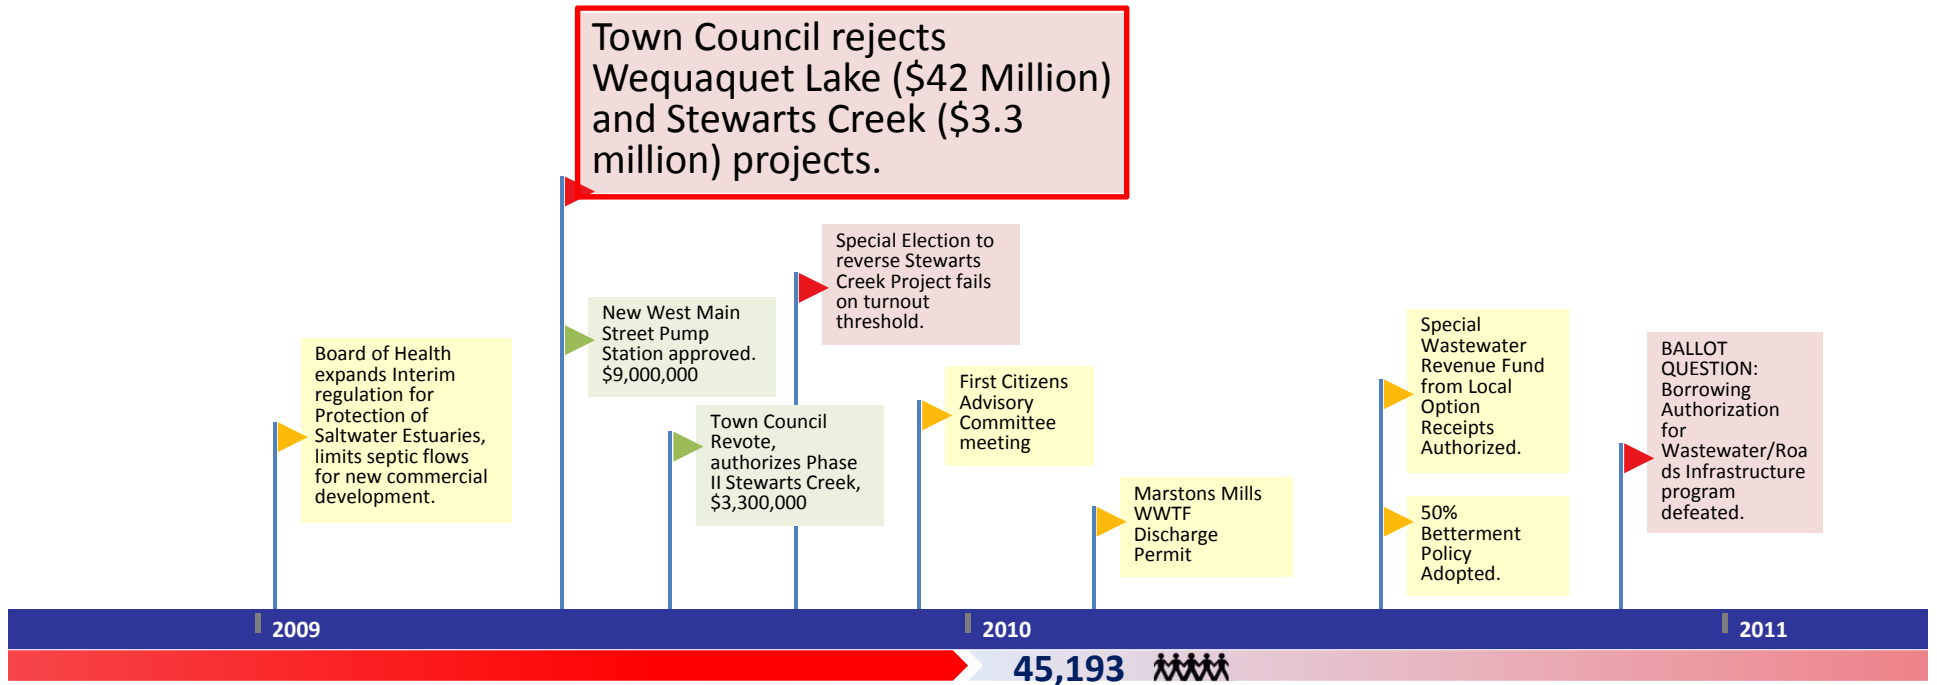 Town Council rejects
Wequaquet Lake ($42 Million)
and Stewarts Creek ($3.3
million) projects.
Special Election to
reverse Stewarts
Creek Project fails
on turnout
threshold.
New West Main
Street Pump
Station approved.
$9,000,000
Board of Health
expands Interim
regulation for
Protection of
Saltwater Estuaries,
limits septic flows
for new commercial
development.
Town Council
Revote,
authorizes Phase
II Stewarts Creek,
$3,300,000
First Citizens
Advisory
Committee
meeting
Marstons Mills
WWTF
Discharge
Permit
Special
Wastewater
Revenue Fund
from Local
Option
Receipts
Authorized.
50%
Betterment
Policy
Adopted.
BALLOT
QUESTION:
Borrowing
Authorization
for
Wastewater/Roa
ds Infrastructure
program
defeated.
2009
2010
2011
45,193